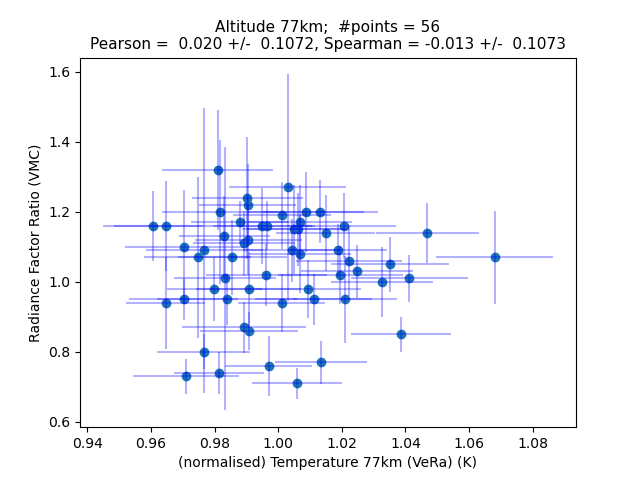 Altitude 77km;  #points = 56
Pearson =  0.020 +/-  0.1072, Spearman = -0.013 +/-  0.1073
1.6
1.4
1.2
1.0
0.8
0.6
Radiance Factor Ratio (VMC)
0.94 0.96 0.98 1.00 1.02 1.04 1.06 1.08
(normalised) Temperature 77km (VeRa) (K)